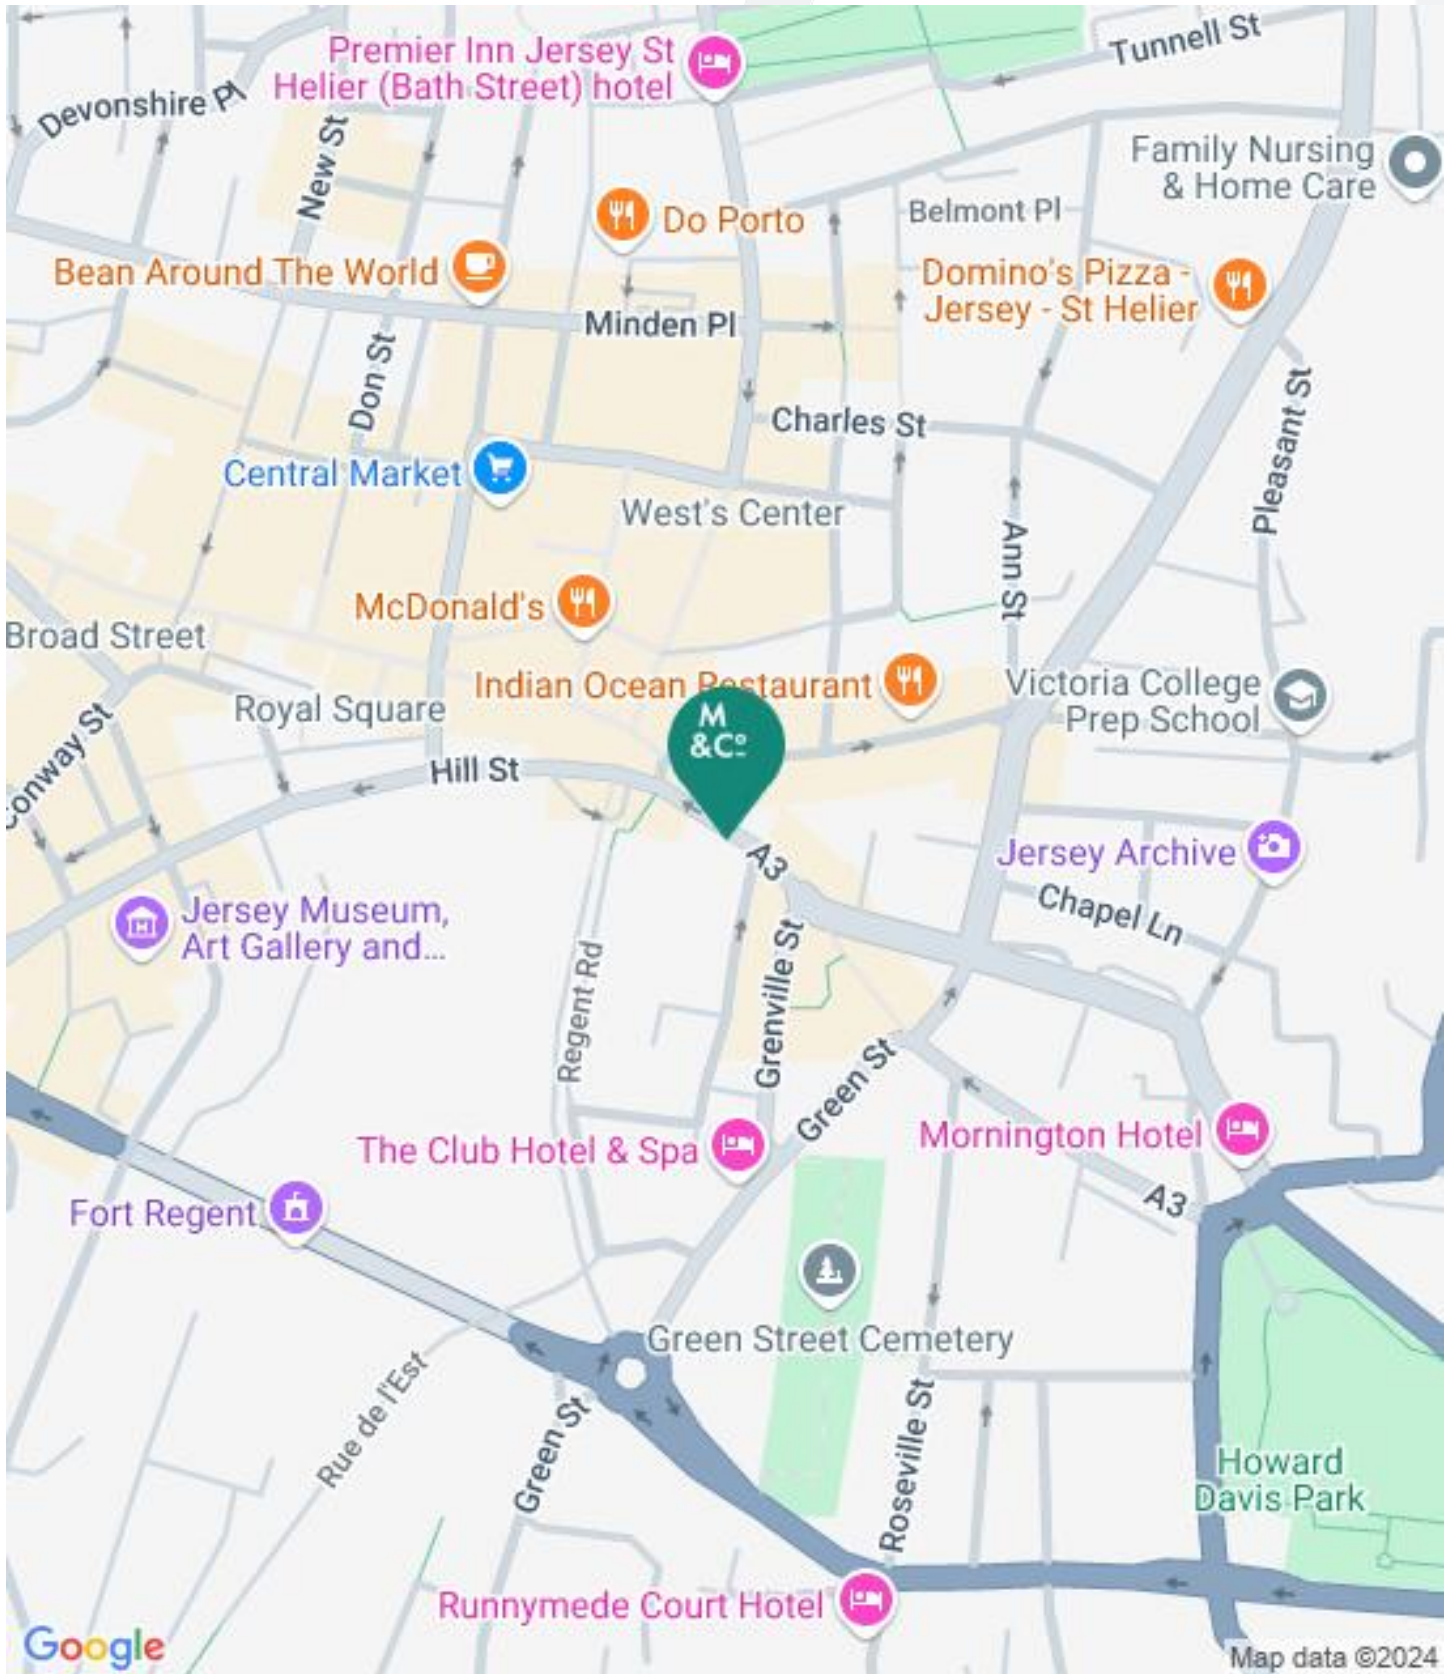 Premier Inn Jersey St
Helier (Bath Street) hotel
Tunnell St
Devonshire Pl
New St
Family Nursing
& Home Care
Do Porto
Belmont Pl
Bean Around The World
Domino's Pizza -
Jersey - St Helier
Minden Pl
Don St
Charles St
Pleasant St
Central Market
West's Center
Ann St
McDonald's
Broad Street
Indian Ocean Restaurant
Victoria College
Prep School
Royal Square
M
&Cº
Conway St
Hill St
A3
Jersey Archive
Chapel Ln
Jersey Museum,
Art Gallery and...
Regent Rd
Grenville St
Green St
The Club Hotel & Spa
Mornington Hotel
A3
Fort Regent
Green Street Cemetery
Rue de l'Est
Green St
Roseville St
Howard
Davis Park
Runnymede Court Hotel
Google
Map data ©2024